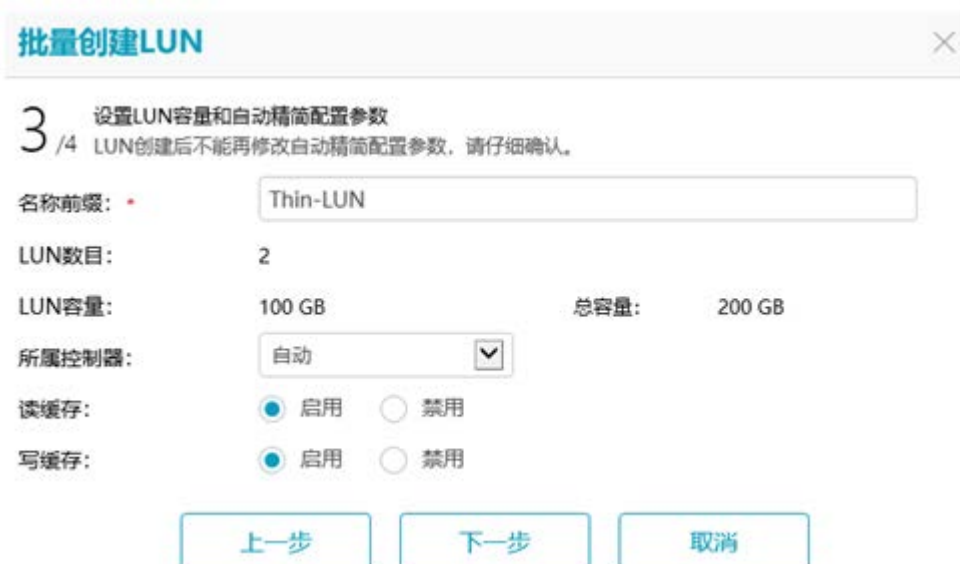 批量创建LUN
3/4 设置LUN容量和自动精简配置参数
LUN创建后不能再修改自动精简配置参数，请仔细确认。
名称前缀： * Thin-LUN
LUN数目： 2
LUN容量： 100 GB 总容量： 200 GB
所属控制器： 自动
读缓存： 启用 禁用
写缓存： 启用 禁用
上一步 下一步 取消